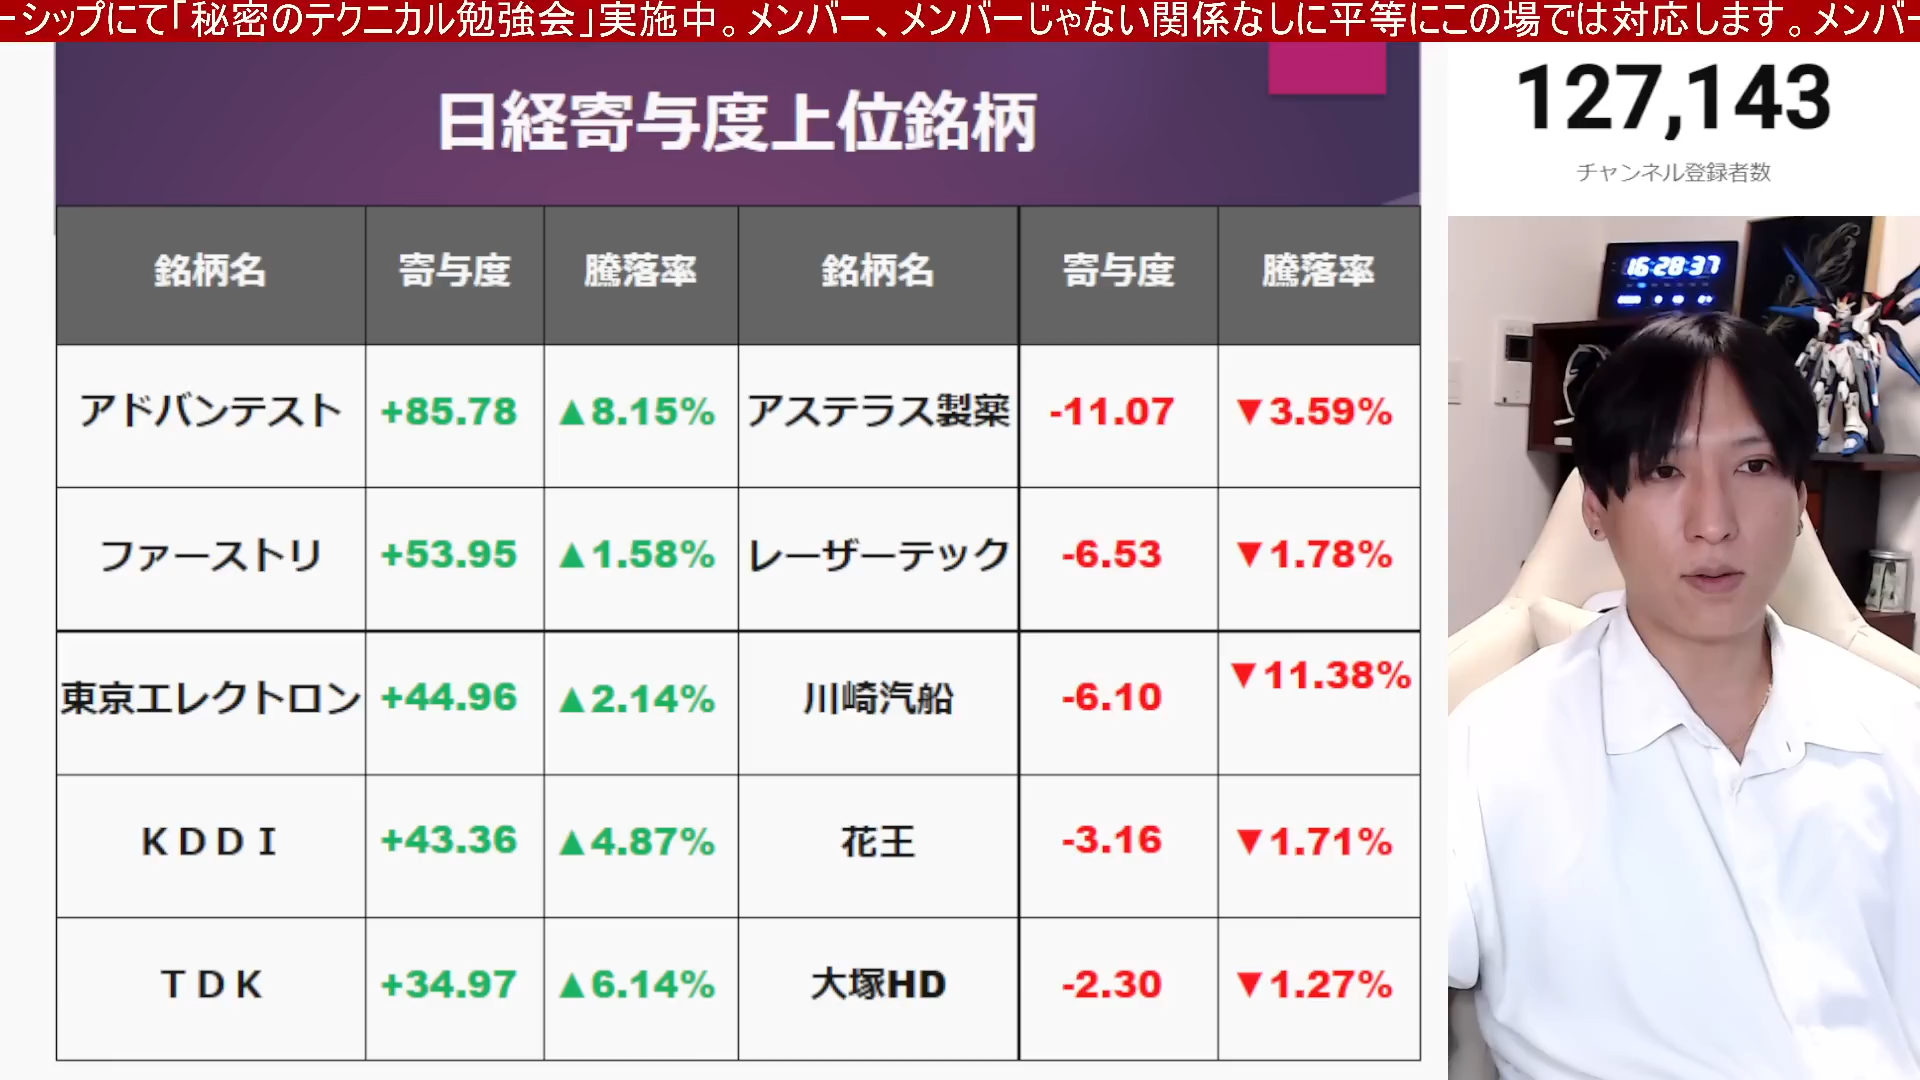 ーシップにて「秘密のテクニカル勉強会」実施中。メンバー、メンバーじゃない関係なしに平等にこの場では対応します。メンバー
日経寄与度上位銘柄
127,143
チャンネル登録者数
銘柄名 寄与度 騰落率 銘柄名 寄与度 騰落率
アドバンテスト +85.78 ▲8.15% アステラス製薬 -11.07 ▼3.59%
ファーストリ +53.95 ▲1.58% レーザーテック -6.53 ▼1.78%
東京エレクトロン +44.96 ▲2.14% 川崎汽船 -6.10 ▼11.38%
ＫＤＤＩ +43.36 ▲4.87% 花王 -3.16 ▼1.71%
ＴＤＫ +34.97 ▲6.14% 大塚HD -2.30 ▼1.27%
16:28:37